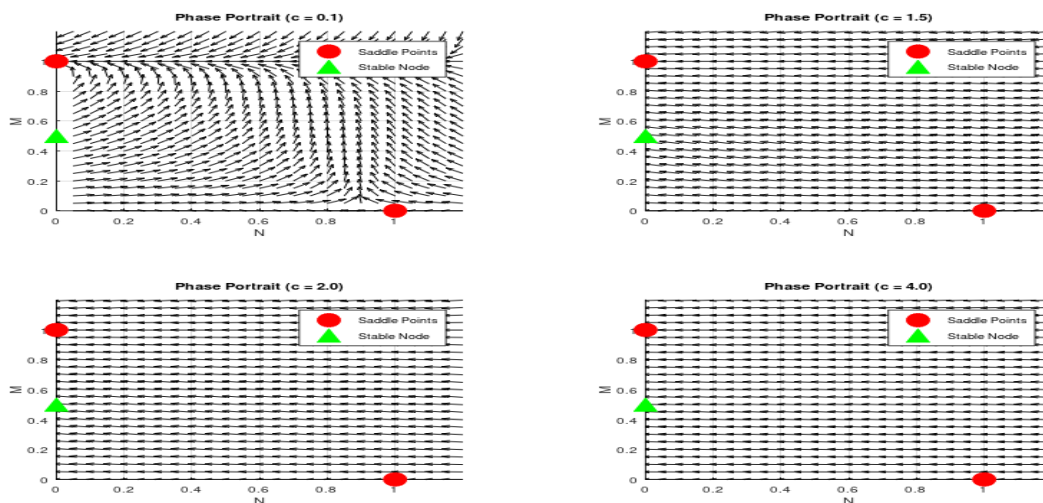 Phase Portrait (c = 0.1)
Saddle Points
Stable Node
0.8
0.6
0.4
0.2
0
M
0
0.2
0.4
0.6
0.8
1
N
Phase Portrait (c = 1.5)
Saddle Points
Stable Node
0.8
0.6
0.4
0.2
0
M
0
0.2
0.4
0.6
0.8
1
N
Phase Portrait (c = 2.0)
Saddle Points
Stable Node
0.8
0.6
0.4
0.2
0
M
0
0.2
0.4
0.6
0.8
1
N
Phase Portrait (c = 4.0)
Saddle Points
Stable Node
0.8
0.6
0.4
0.2
0
M
0
0.2
0.4
0.6
0.8
1
N